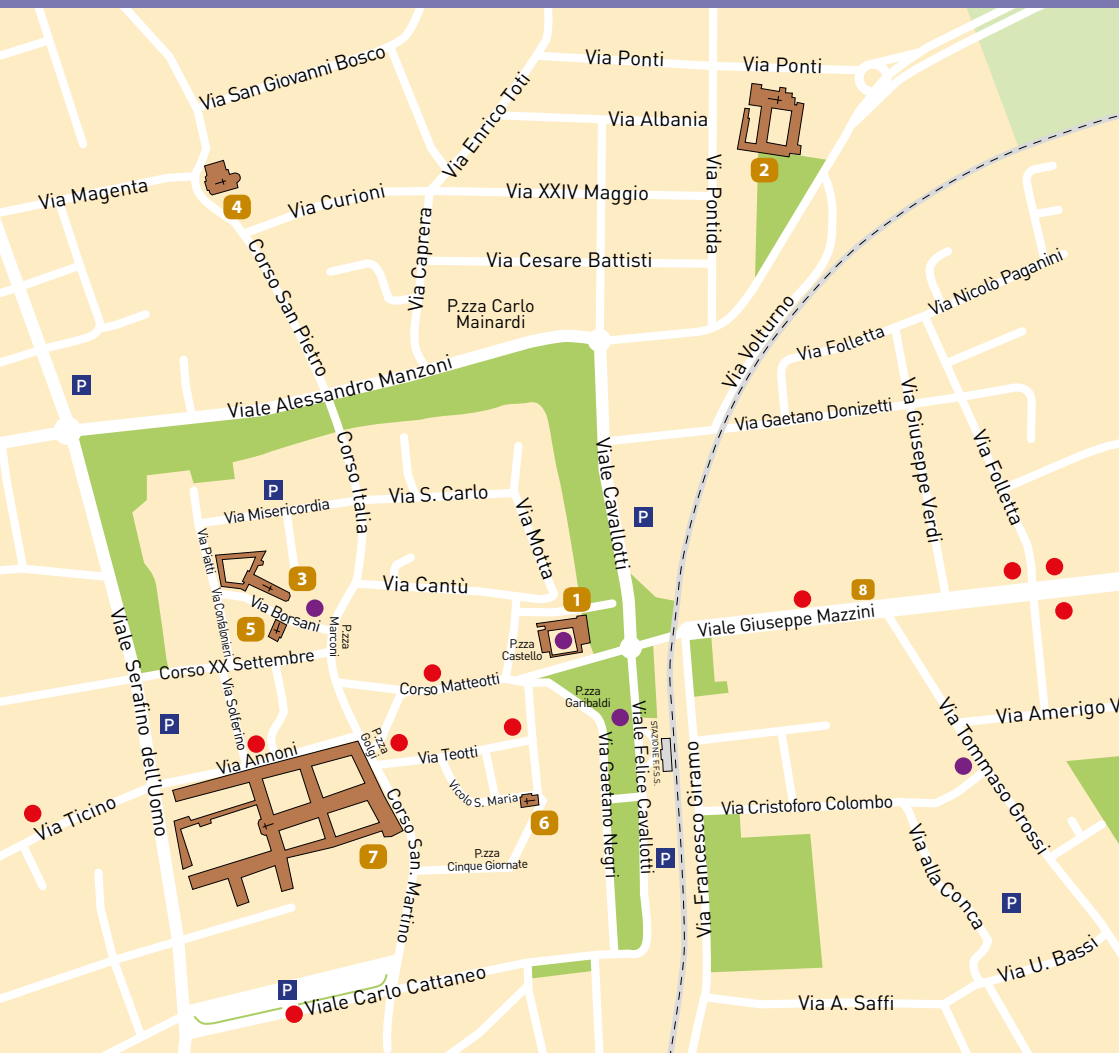 Via San Giovanni Bosco
Via Enrico Toti
Via Ponti
Via Ponti
Via Albania
2
Via Magenta
4
Via Curioni
Via XXIV Maggio
Via Pontida
Via Caprera
Via Cesare Battisti
Corso San Pietro
P.zza Carlo
Mainardi
Via Volturno
Via Nicolò Paganini
Via Folletta
P
Viale Alessandro Manzoni
Via Gaetano Donizetti
Via Giuseppe Verdi
Via Folletta
Corso Italia
Viale Cavallotti
P
Via S. Carlo
Via Misericordia
Via Motta
P
Via Piatti
3
Via Cantù
1
8
Via Confalonieri
Via Borsani
5
P.zza
Marconi
Viale Giuseppe Mazzini
P.zza
Castello
Viale Serafino dell'Uomo
Corso XX Settembre
Corso Matteotti
P.zza
Garibaldi
Via Solferino
P
Viale Felice Cavallotti
STAZIONE F.F.S.S.
Via Amerigo V
Via Tommaso Grossi
P.zza
Golgi
Via Annoni
Via Teotti
Via Gaetano Negri
Via Francesco Giramo
Vicolo S. Maria
Via Ticino
Via Cristoforo Colombo
6
7
Corso San. Martino
P.zza
Cinque Giornate
P
Via alla Conca
P
Via U. Bassi
P
Viale Carlo Cattaneo
Via A. Saffi